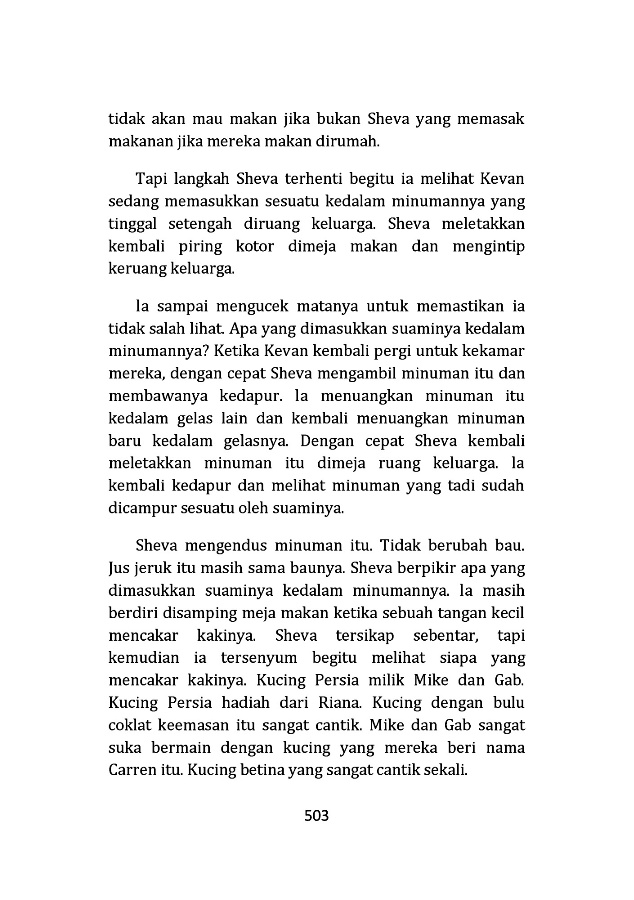 tidak akan mau makan jika bukan Sheva yang memasak
makanan jika mereka makan dirumah.
Tapi langkah Sheva terhenti begitu ia melihat Kevan
sedang memasukkan sesuatu kedalam minumannya yang
tinggal setengah diruang keluarga. Sheva meletakkan
kembali piring kotor dimeja makan dan mengintip
keruang keluarga.
Ia sampai mengucek matanya untuk memastikan ia
tidak salah lihat. Apa yang dimasukkan suaminya kedalam
minumannya? Ketika Kevan kembali pergi untuk kekamar
mereka, dengan cepat Sheva mengambil minuman itu dan
membawanya kedapur. Ia menuangkan minuman itu
kedalam gelas lain dan kembali menuangkan minuman
baru kedalam gelasnya. Dengan cepat Sheva kembali
meletakkan minuman itu dimeja ruang keluarga. Ia
kembali kedapur dan melihat minuman yang tadi sudah
dicampur sesuatu oleh suaminya.
Sheva mengendus minuman itu. Tidak berubah bau.
Jus jeruk itu masih sama baunya. Sheva berpikir apa yang
dimasukkan suaminya kedalam minumannya. Ia masih
berdiri disamping meja makan ketika sebuah tangan kecil
mencakar kakinya. Sheva tersikap sebentar, tapi
kemudian ia tersenyum begitu melihat siapa yang
mencakar kakinya. Kucing Persia milik Mike dan Gab.
Kucing Persia hadiah dari Riana. Kucing dengan bulu
coklat keemasan itu sangat cantik. Mike dan Gab sangat
suka bermain dengan kucing yang mereka beri nama
Carren itu. Kucing betina yang sangat cantik sekali.
503